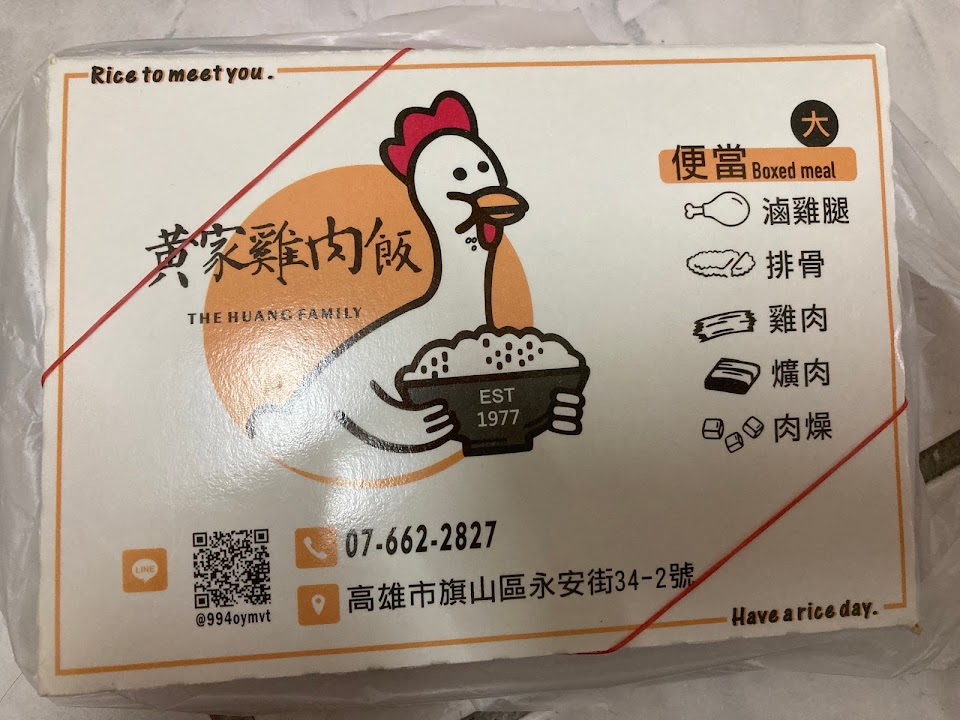 Rice to meet you.
黃家雞肉飯
THE HUANG FAMILY
EST
1977
大
便當 Boxed meal
滷雞腿
排骨
雞肉
爌肉
肉燥
LINE
@994oymvt
07-662-2827
高雄市旗山區永安街34-2號
Have a rice day.